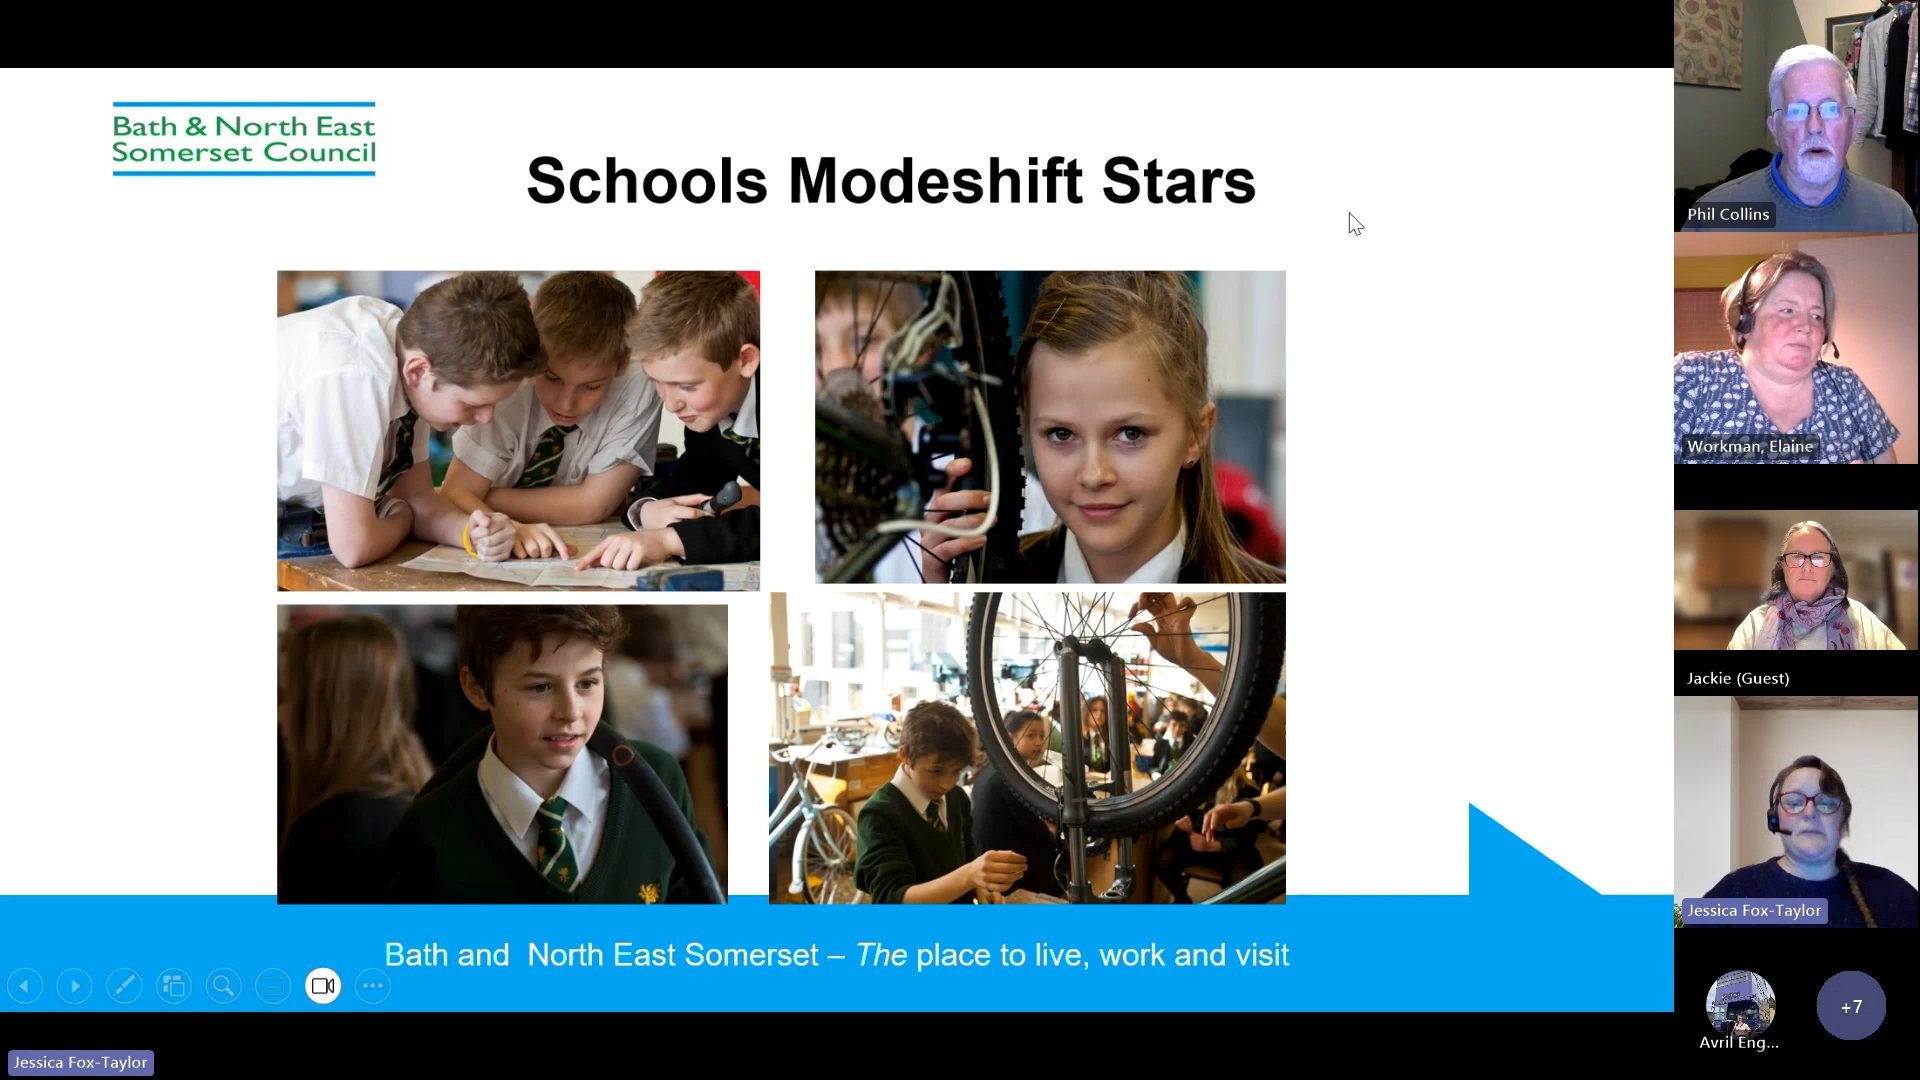 Bath & North East
Somerset Council
Schools Modeshift Stars
Bath and North East Somerset – The place to live, work and visit
Jessica Fox-Taylor
Phil Collins
Workman, Elaine
Jackie (Guest)
Jessica Fox-Taylor
Avril Eng...
+7